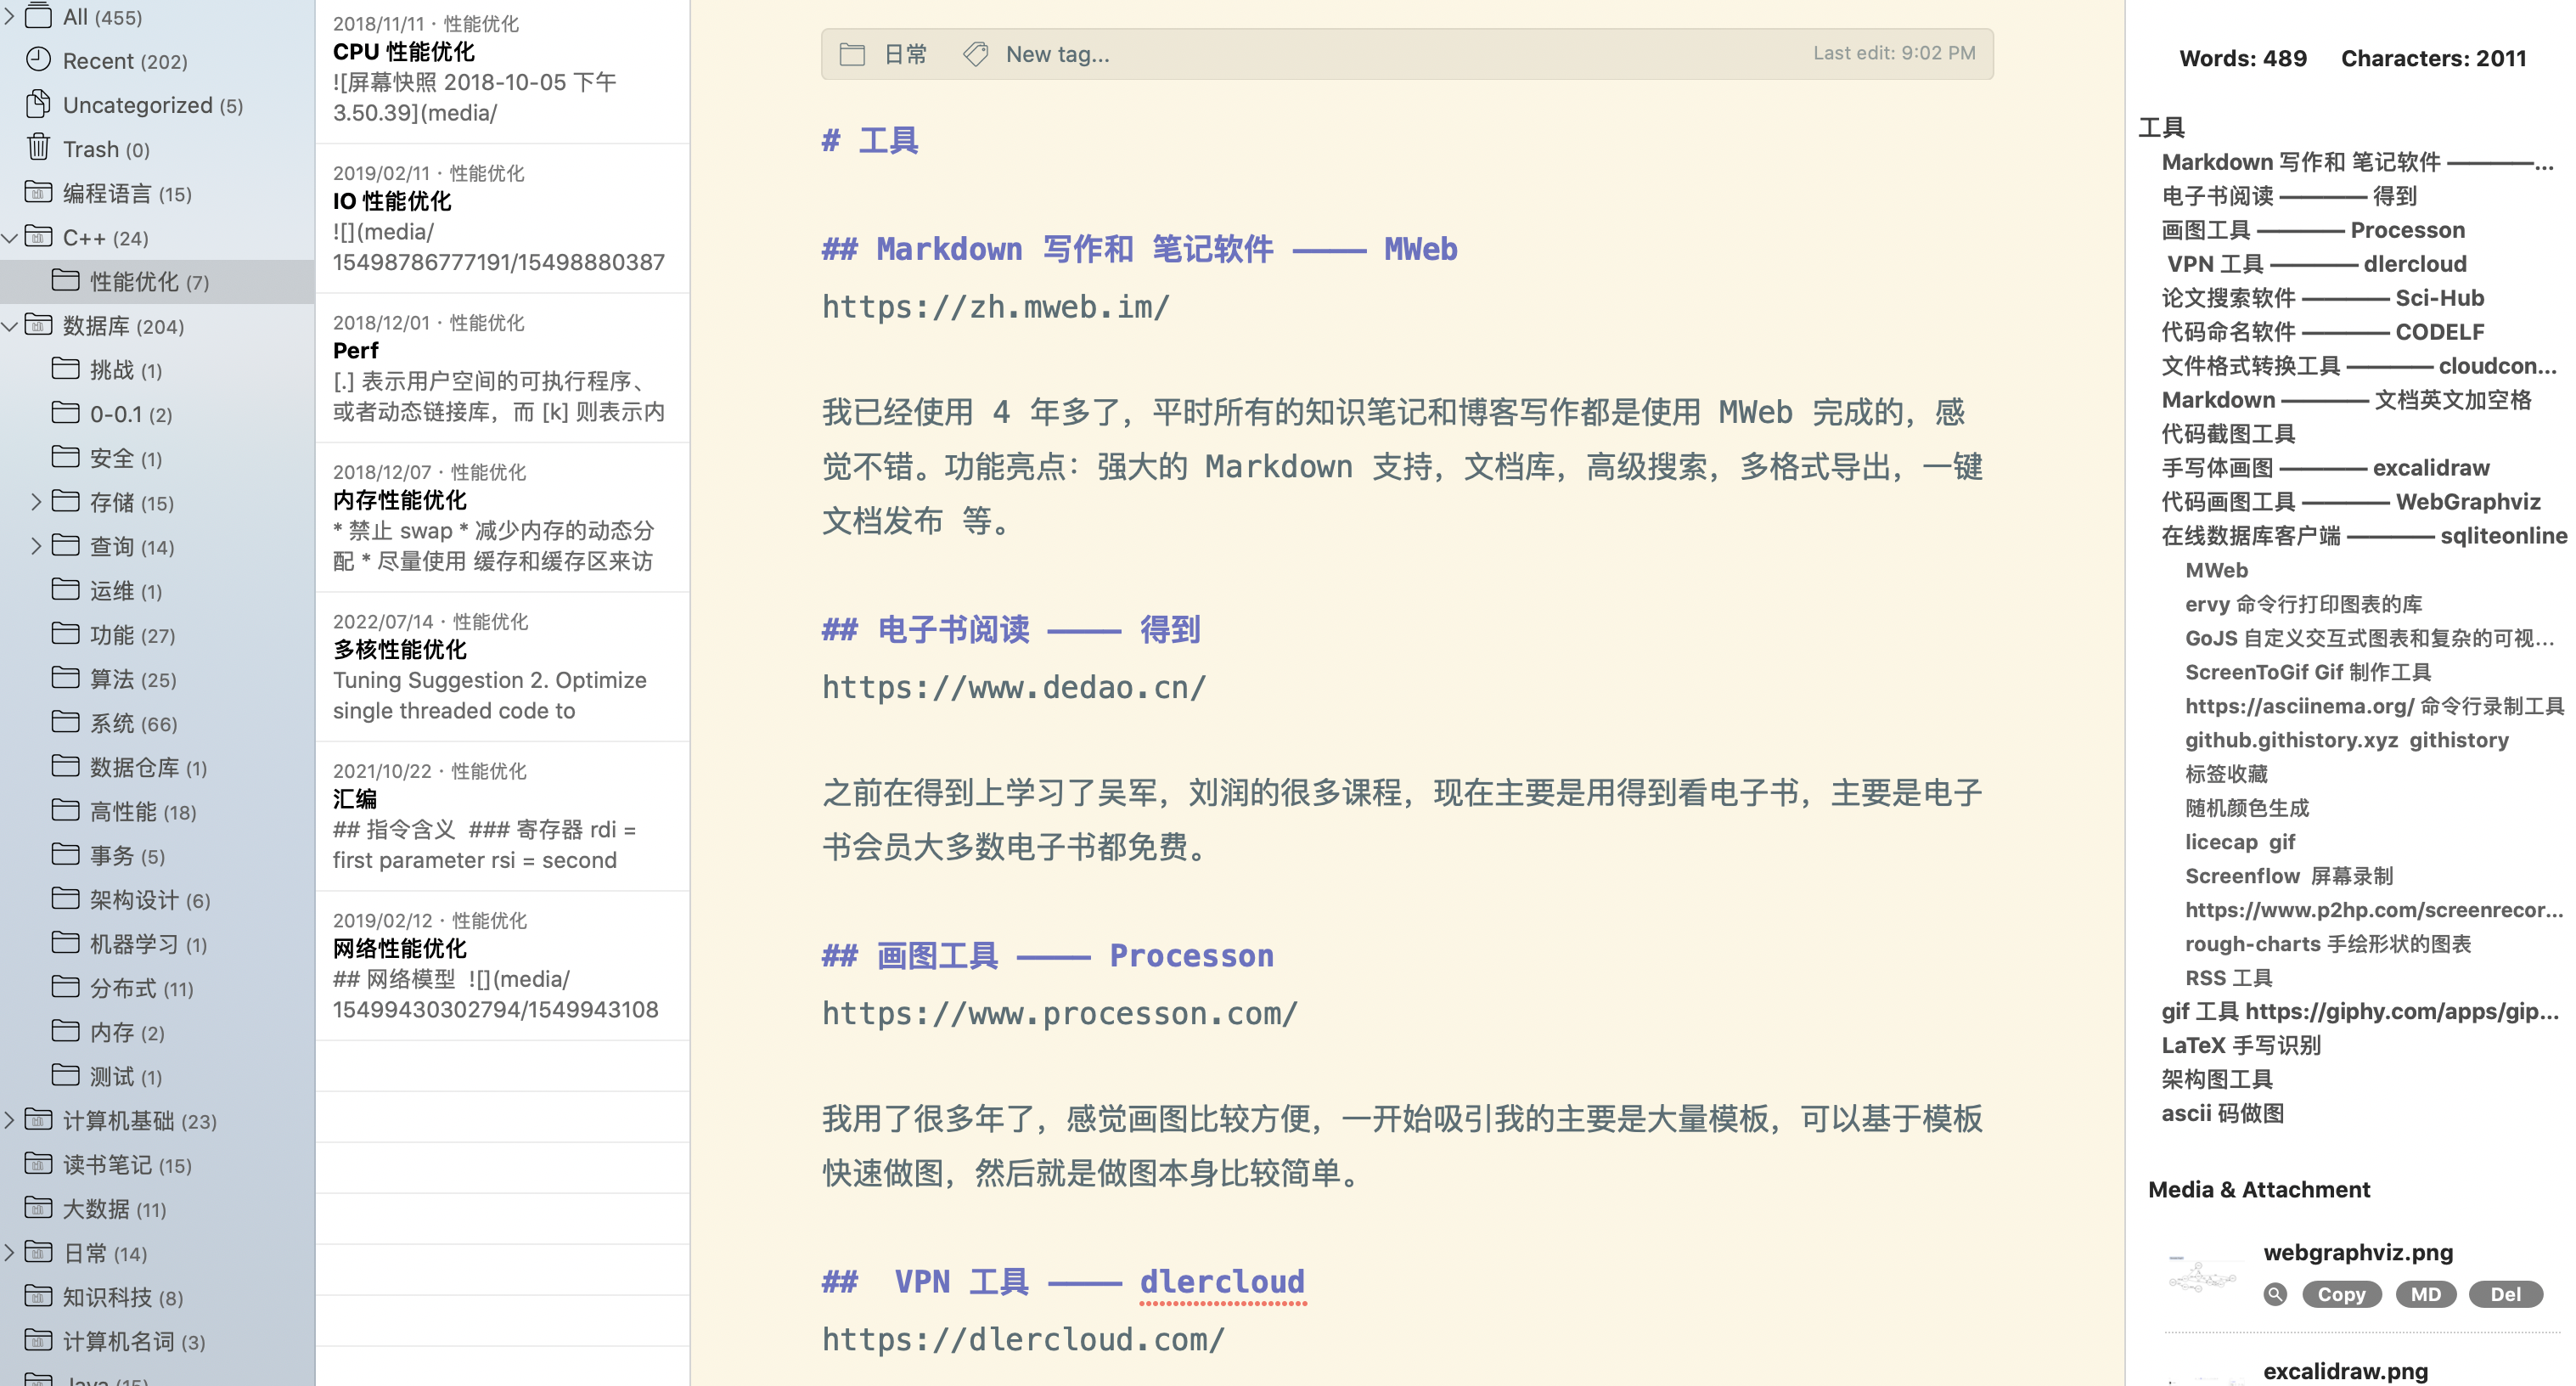 All (455)
Recent (202)
Uncategorized (5)
Trash (0)
编程语言 (15)
C++ (24)
性能优化 (7)
数据库 (204)
挑战 (1)
0-0.1 (2)
安全 (1)
存储 (15)
查询 (14)
运维 (1)
功能 (27)
算法 (25)
系统 (66)
数据仓库 (1)
高性能 (18)
事务 (5)
架构设计 (6)
机器学习 (1)
分布式 (11)
内存 (2)
测试 (1)
计算机基础 (23)
读书笔记 (15)
大数据 (11)
日常 (14)
知识科技 (8)
计算机名词 (3)
Java (15)
2018/11/11 · 性能优化
CPU 性能优化
![屏幕快照 2018-10-05 下午
3.50.39](media/
2019/02/11 · 性能优化
IO 性能优化
![](media/
15498786777191/15498880387
2018/12/01 · 性能优化
Perf
[.] 表示用户空间的可执行程序、
或者动态链接库，而 [k] 则表示内
2018/12/07 · 性能优化
内存性能优化
* 禁止 swap * 减少内存的动态分
配 * 尽量使用 缓存和缓存区来访
2022/07/14 · 性能优化
多核性能优化
Tuning Suggestion 2. Optimize
single threaded code to
2021/10/22 · 性能优化
汇编
## 指令含义  ### 寄存器 rdi =
first parameter rsi = second
2019/02/12 · 性能优化
网络性能优化
## 网络模型  ![](media/
15499430302794/1549943108
日常 New tag... Last edit: 9:02 PM
# 工具
## Markdown 写作和 笔记软件 ———— MWeb
https://zh.mweb.im/
我已经使用 4 年多了，平时所有的知识笔记和博客写作都是使用 MWeb 完成的，感
觉不错。功能亮点：强大的 Markdown 支持，文档库，高级搜索，多格式导出，一键
文档发布 等。
## 电子书阅读 ———— 得到
https://www.dedao.cn/
之前在得到上学习了吴军，刘润的很多课程，现在主要是用得到看电子书，主要是电子
书会员大多数电子书都免费。
## 画图工具 ———— Processon
https://www.processon.com/
我用了很多年了，感觉画图比较方便，一开始吸引我的主要是大量模板，可以基于模板
快速做图，然后就是做图本身比较简单。
##  VPN 工具 ———— dlercloud
https://dlercloud.com/
Words: 489 Characters: 2011
工具
Markdown 写作和 笔记软件 ————...
电子书阅读 ———— 得到
画图工具 ———— Processon
VPN 工具 ———— dlercloud
论文搜索软件 ———— Sci-Hub
代码命名软件 ———— CODELF
文件格式转换工具 ———— cloudcon...
Markdown ———— 文档英文加空格
代码截图工具
手写体画图 ———— excalidraw
代码画图工具 ———— WebGraphviz
在线数据库客户端 ———— sqliteonline
MWeb
ervy 命令行打印图表的库
GoJS 自定义交互式图表和复杂的可视...
ScreenToGif Gif 制作工具
https://asciinema.org/ 命令行录制工具
github.githistory.xyz  githistory
标签收藏
随机颜色生成
licecap  gif
Screenflow  屏幕录制
https://www.p2hp.com/screenrecor...
rough-charts 手绘形状的图表
RSS 工具
gif 工具 https://giphy.com/apps/gip...
LaTeX 手写识别
架构图工具
ascii 码做图
Media & Attachment
webgraphviz.png
Copy MD Del
excalidraw.png